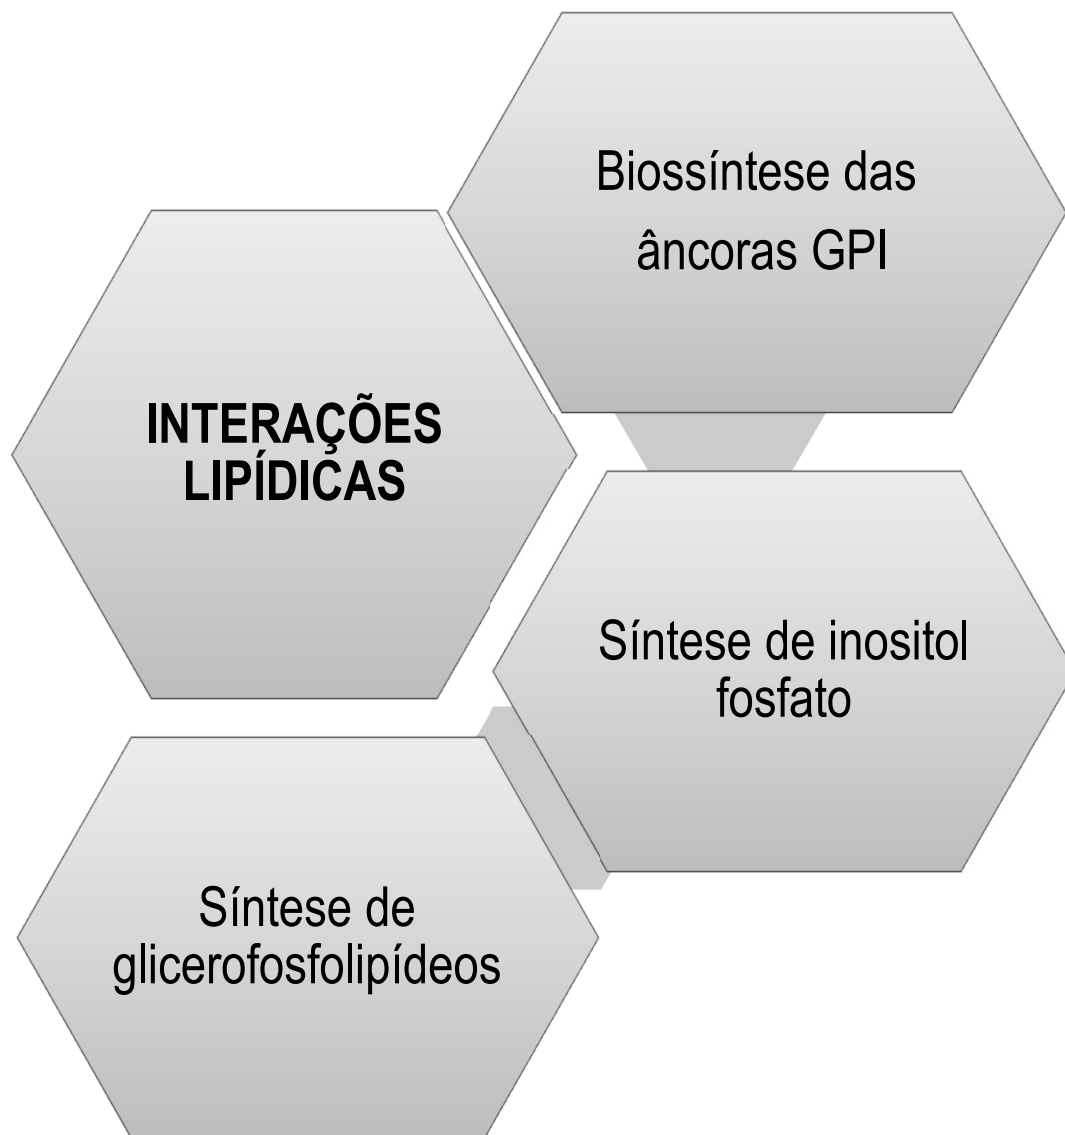 Biossíntese das
âncoras GPI
INTERAÇÕES
LIPÍDICAS
Síntese de inositol
fosfato
Síntese de
glicerofosfolipídeos